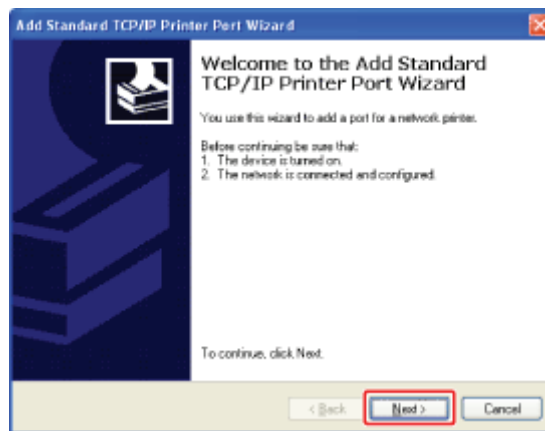 Add Standard TCP/IP Printer Port Wizard
Welcome to the Add Standard
TCP/IP Printer Port Wizard
You use this wizard to add a port for a network printer.
Before continuing be sure that:
1. The device is turned on.
2. The network is connected and configured.
To continue, click Next.
< Back
Next >
Cancel